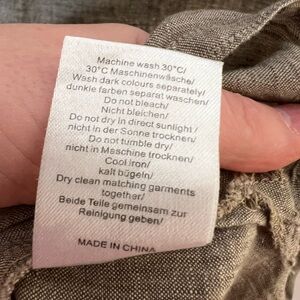 Machine wash 30°C/
30°C Maschinenwäsche/
Wash dark colours separately/
dunkle farben separat waschen/
Do not bleach/
Nicht bleichen/
Do not dry in direct sunlight/
nicht in der Sonne trocknen/
Do not tumble dry/
nicht in Maschine trocknen/
Cool iron/
kalt bügeln/
Dry clean matching garments
together/
Beide Teile gemeinsam zur
Reinigung geben/
MADE IN CHINA